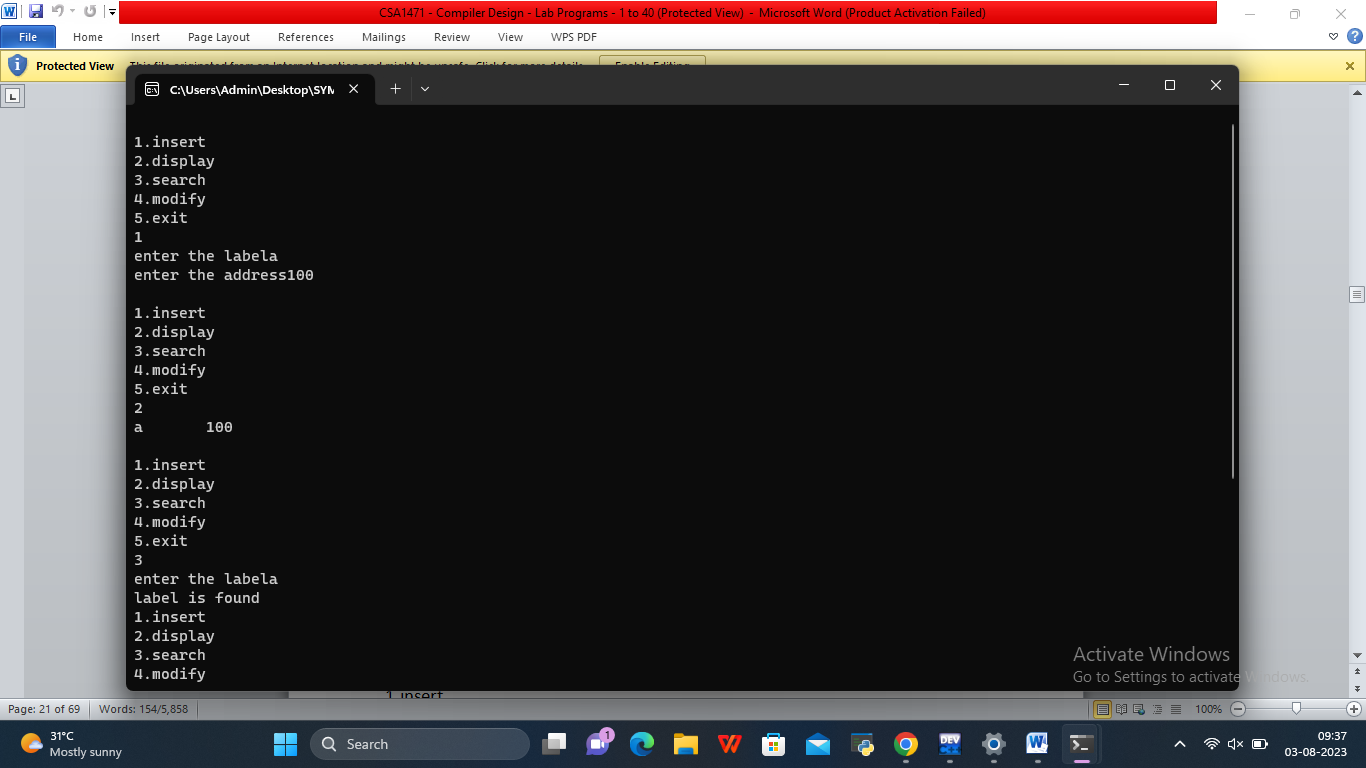 CSA1471 - Compiler Design - Lab Programs - 1 to 40 (Protected View) - Microsoft Word (Product Activation Failed)
File Home Insert Page Layout References Mailings Review View WPS PDF
Protected View This file originated from an Internet location and might be unsafe. Click for more details. Enable Editing
C:\Users\Admin\Desktop\SYM
1.insert
2.display
3.search
4.modify
5.exit
1
enter the labela
enter the address100
1.insert
2.display
3.search
4.modify
5.exit
2
a 100
1.insert
2.display
3.search
4.modify
5.exit
3
enter the labela
label is found
1.insert
2.display
3.search
4.modify
Activate Windows
Go to Settings to activate Windows.
1.insert
Page: 21 of 69 Words: 154/5,858 100%
31°C
Mostly sunny
Search
1
DEV
09:37
03-08-2023